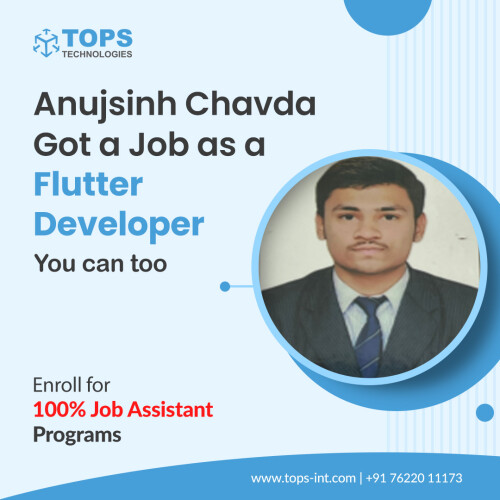 TOPS
TECHNOLOGIES
Anujsinh Chavda
Got a Job as a
Flutter
Developer
You can too
Enroll for
100% Job Assistant
Programs
www.tops-int.com | +91 76220 11173